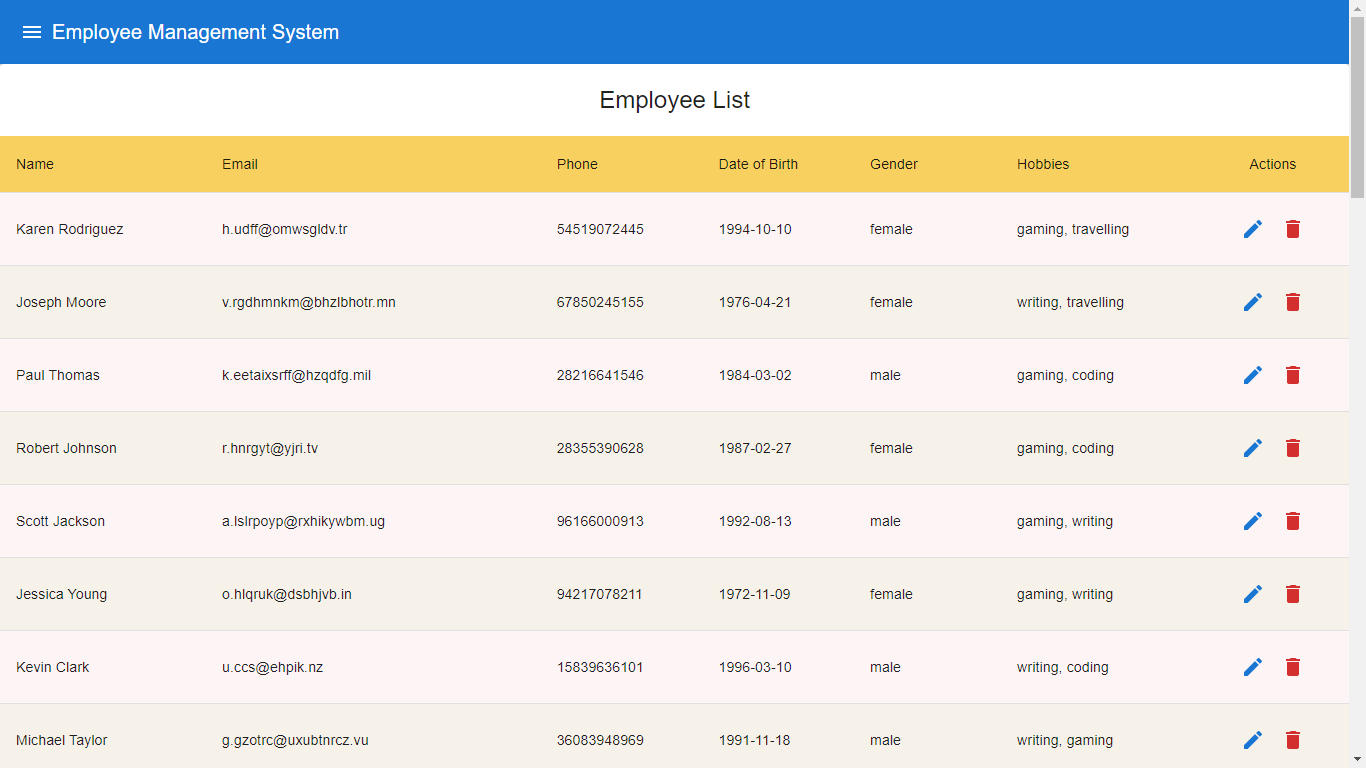 Employee Management System
Employee List
Name Email Phone Date of Birth Gender Hobbies Actions
Karen Rodriguez h.udff@omwsgldv.tr 54519072445 1994-10-10 female gaming, travelling
Joseph Moore v.rgdhmnkm@bhzlbhotr.mn 67850245155 1976-04-21 female writing, travelling
Paul Thomas k.eetaixsrff@hzqdfg.mil 28216641546 1984-03-02 male gaming, coding
Robert Johnson r.hnrgyt@yjri.tv 28355390628 1987-02-27 female gaming, coding
Scott Jackson a.lslrpoyp@rxhikywbm.ug 96166000913 1992-08-13 male gaming, writing
Jessica Young o.hlqruk@dsbhjvb.in 94217078211 1972-11-09 female gaming, writing
Kevin Clark u.ccs@ehpik.nz 15839636101 1996-03-10 male writing, coding
Michael Taylor g.gzotrc@uxubtnrcz.vu 36083948969 1991-11-18 male writing, gaming